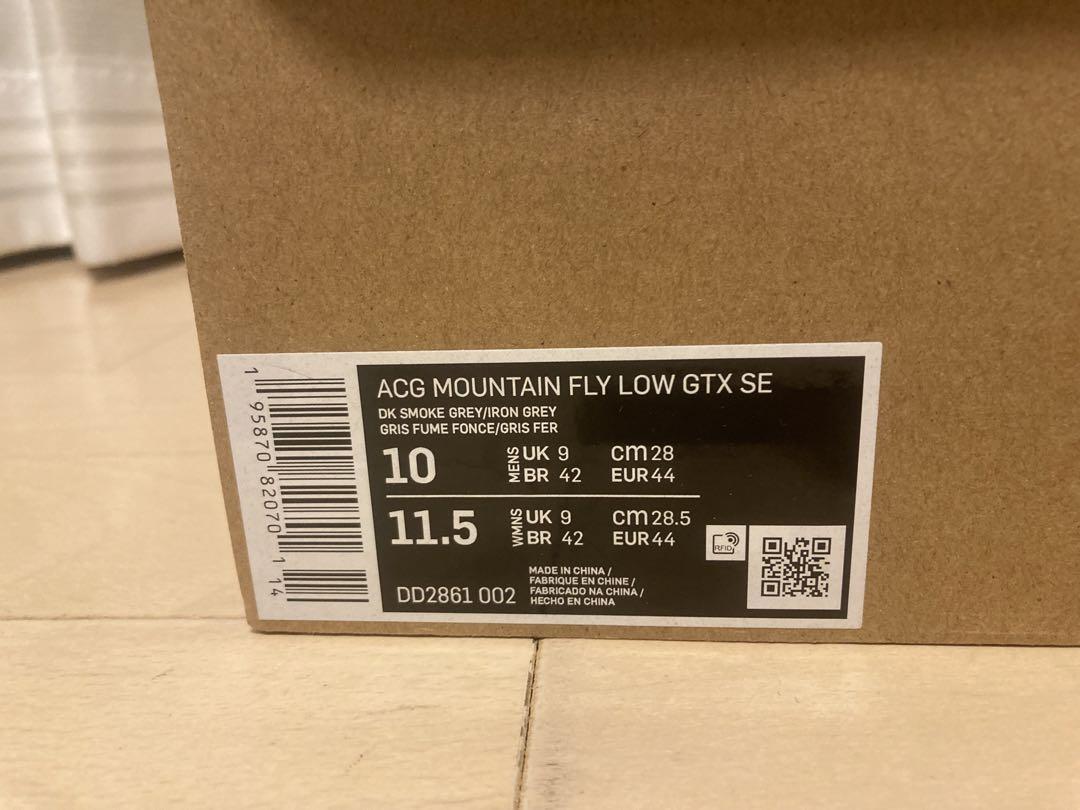 ACG MOUNTAIN FLY LOW GTX SE
DK SMOKE GREY/IRON GREY
GRIS FUME FONCE/GRIS FER
10 MENS UK 9 cm 28
BR 42 EUR 44
11.5 WMNS UK 9 cm 28.5
BR 42 EUR 44
RFID
DD2861 002
MADE IN CHINA /
FABRIQUE EN CHINE /
FABRICADO NA CHINA /
HECHO EN CHINA
1 95870 82070 1 14